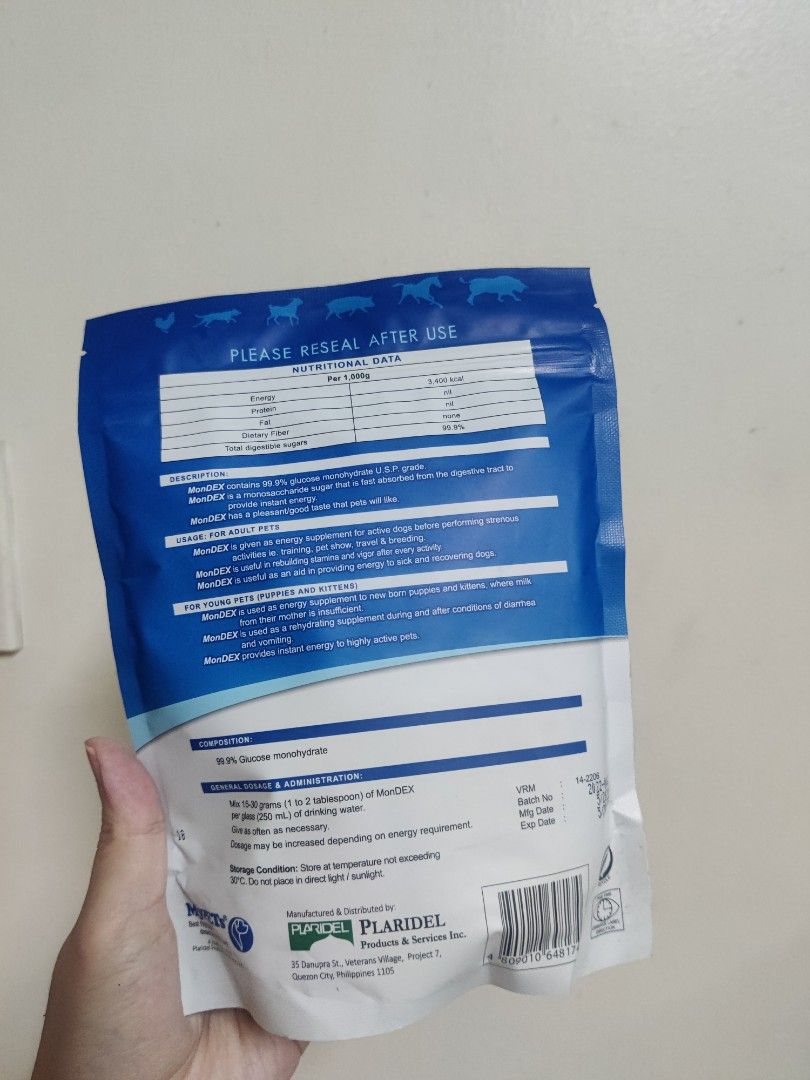 PLEASE RESEAL AFTER USE
NUTRITIONAL DATA
Per 1,000g
Energy 3,400 kcal
Protein nil
Fat nil
Dietary Fiber none
Total digestible sugars 99.9%
DESCRIPTION:
MonDEX contains 99.9% glucose monohydrate U.S.P. grade.
MonDEX is a monosaccharide sugar that is fast absorbed from the digestive tract to
provide instant energy.
MonDEX has a pleasant/good taste that pets will like.
USAGE: FOR ADULT PETS
MonDEX is given as energy supplement for active dogs before performing strenous
activities ie. training, pet show, travel & breeding.
MonDEX is useful in rebuilding stamina and vigor after every activity.
MonDEX is useful as an aid in providing energy to sick and recovering dogs.
FOR YOUNG PETS (PUPPIES AND KITTENS)
MonDEX is used as energy supplement to new born puppies and kittens, where milk
from their mother is insufficient.
MonDEX is used as a rehydrating supplement during and after conditions of diarrhea
and vomiting.
MonDEX provides instant energy to highly active pets.
COMPOSITION:
99.9% Glucose monohydrate
GENERAL DOSAGE & ADMINISTRATION:
Mix 15-30 grams (1 to 2 tablespoon) of MonDEX
per glass (250 mL) of drinking water.
Give as often as necessary.
Dosage may be increased depending on energy requirement.
VRM : 14-2206
Batch No :
Mfg Date :
Exp Date :
Storage Condition: Store at temperature not exceeding
30°C. Do not place in direct light / sunlight.
Manufactured & Distributed by:
PLARIDEL PLARIDEL
Products & Services Inc.
35 Danupra St., Veterans Village, Project 7,
Quezon City, Philippines 1105
4 809010 64817